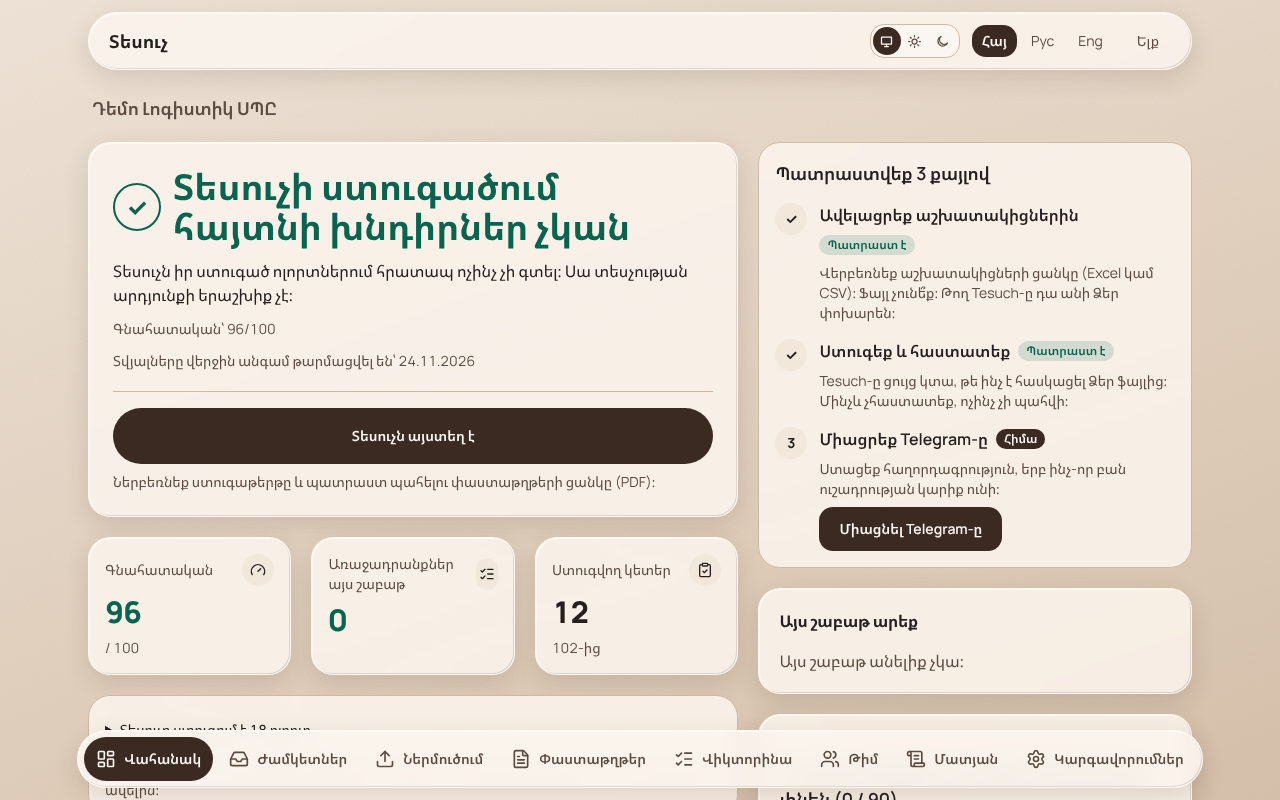 Տեսուչ
Հայ Рус Eng Ելք
Դեմո Լոգիստիկ ՍՊԸ
Տեսուչի ստուգածում
հայտնի խնդիրներ չկան
Տեսուչն իր ստուգած ոլորտներում հրատապ ոչինչ չի գտել։ Սա տեսչության
արդյունքի երաշխիք չէ։
Գնահատական՝ 96/100
Տվյալները վերջին անգամ թարմացվել են՝ 24.11.2026
Տեսուչն այստեղ է
Ներբեռնեք ստուգաթերթը և պատրաստ պահելու փաստաթղթերի ցանկը (PDF)։
Գնահատական
96
/ 100
Առաջադրանքներ
այս շաբաթ
0
Ստուգվող կետեր
12
102-ից
Պատրաստվեք 3 քայլով
Ավելացրեք աշխատակիցներին
Պատրաստ է
Վերբեռնեք աշխատակիցների ցանկը (Excel կամ
CSV)։ Ֆայլ չունե՞ք։ Թող Tesuch-ը դա անի Ձեր
փոխարեն։
Ստուգեք և հաստատեք Պատրաստ է
Tesuch-ը ցույց կտա, թե ինչ է հասկացել Ձեր ֆայլից։
Մինչև չհաստատեք, ոչինչ չի պահվի։
3 Միացրեք Telegram-ը Հիմա
Ստացեք հաղորդագրություն, երբ ինչ-որ բան
ուշադրության կարիք ունի։
Միացնել Telegram-ը
Այս շաբաթ արեք
Այս շաբաթ անելիք չկա։
Վահանակ Ժամկետներ Ներմուծում Փաստաթղթեր Վիկտորինա Թիմ Մատյան Կարգավորումներ
ավելին։